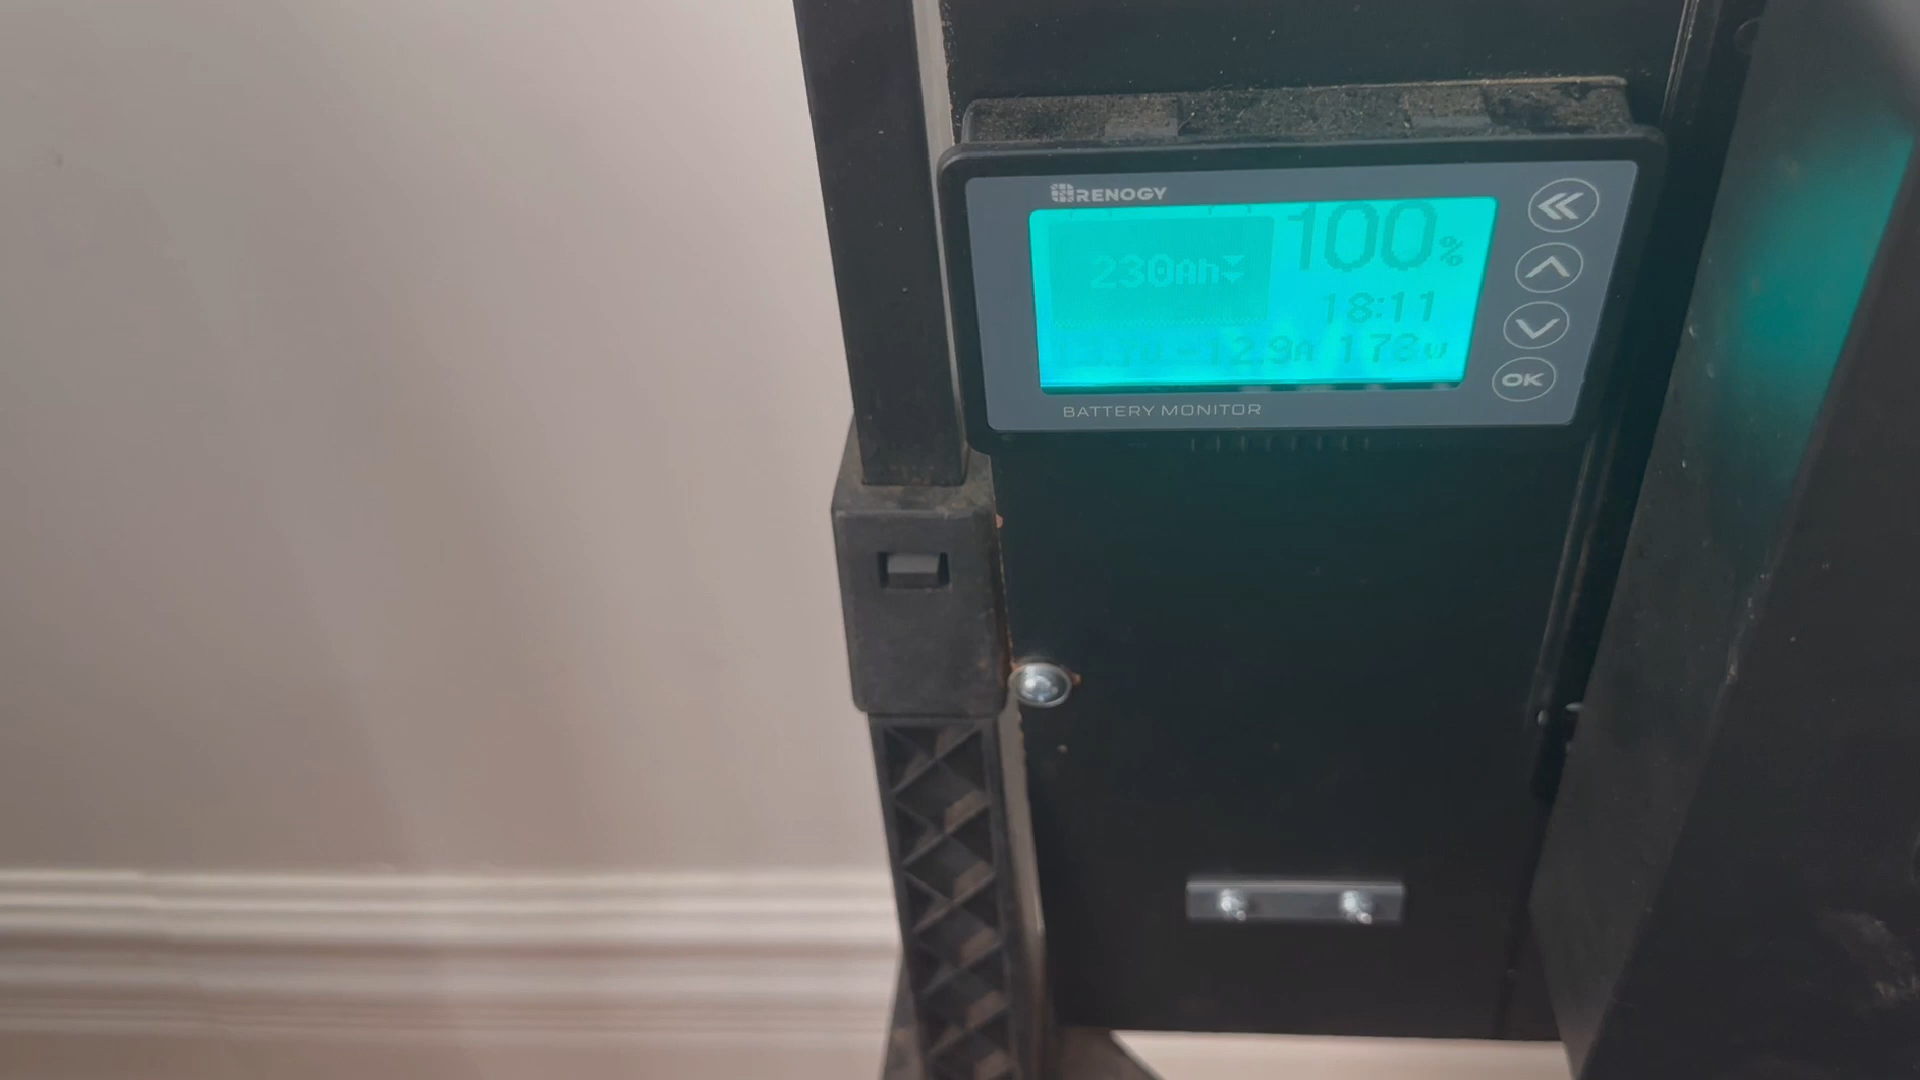 RENOGY
100%
230Ah
18:11
-12.9A
BATTERY MONITOR
OK